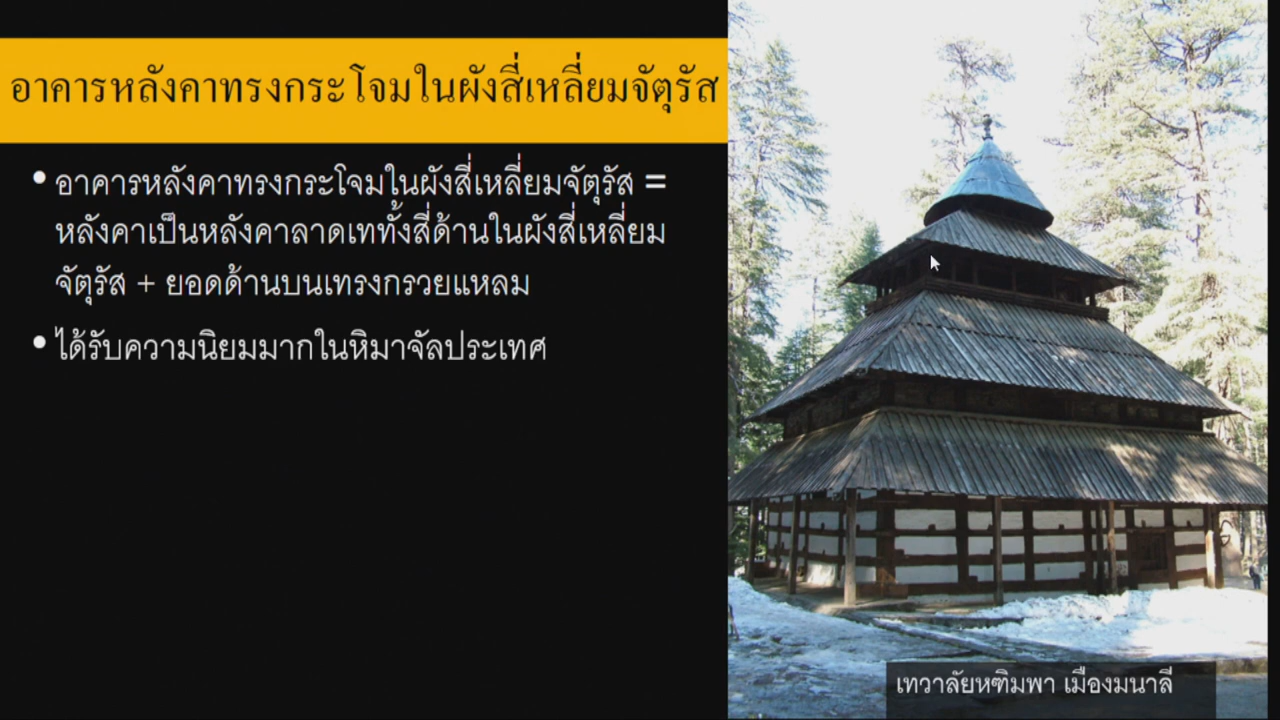 อาคารหลังคาทรงกระโจมในผังสี่เหลี่ยมจัตุรัส
• อาคารหลังคาทรงกระโจมในผังสี่เหลี่ยมจัตุรัส =
หลังคาเป็นหลังคาลาดเททั้งสี่ด้านในผังสี่เหลี่ยม
จัตุรัส + ยอดด้านบนเทรงกรวยแหลม
• ได้รับความนิยมมากในหิมาจัลประเทศ
เทวาลัยหฑิมพา เมืองมนาลี